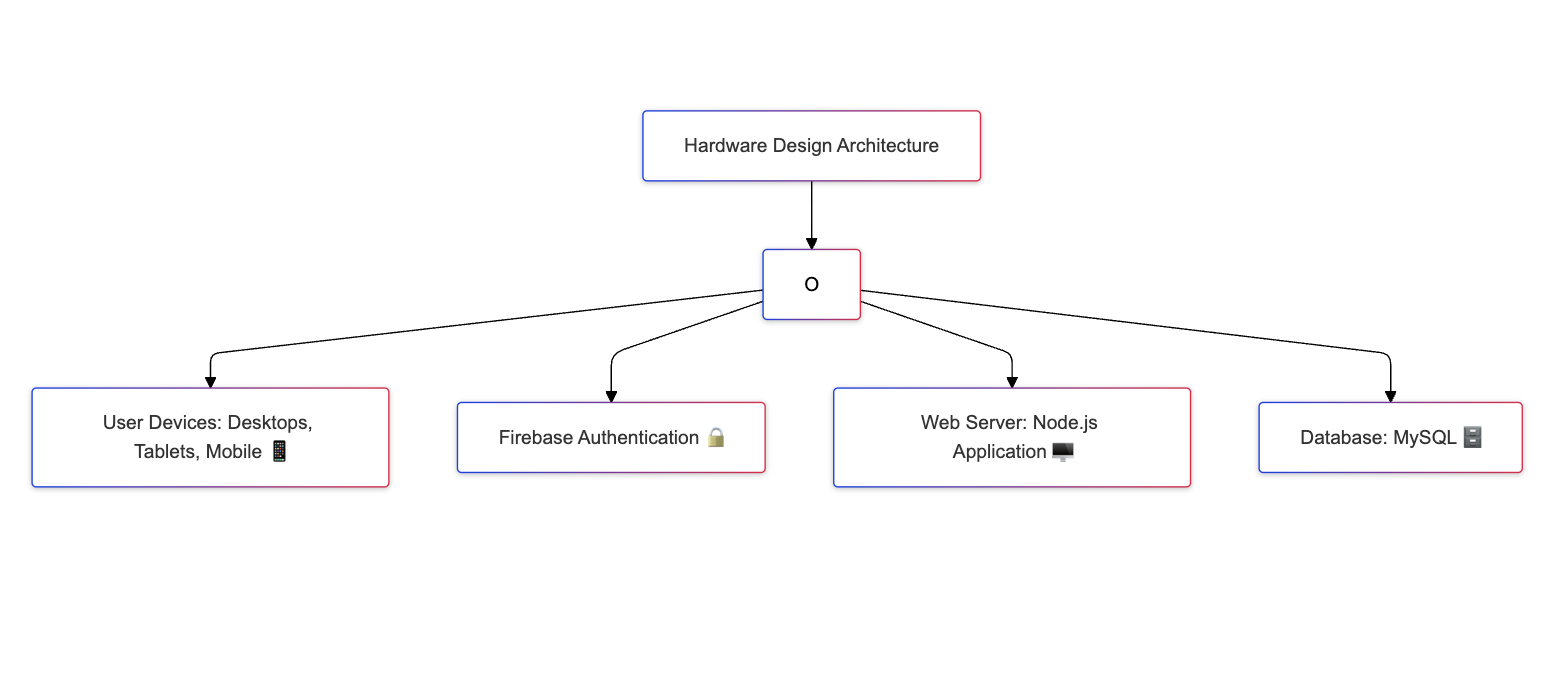 Hardware Design Architecture
O
User Devices: Desktops,
Tablets, Mobile 📱
Firebase Authentication 🔒
Web Server: Node.js
Application 🖥️
Database: MySQL 🗄️